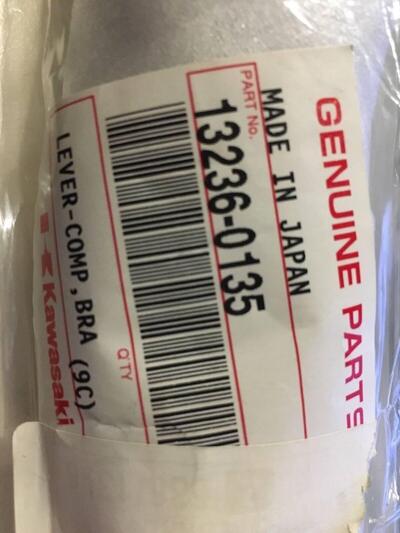 GENUINE PARTS
MADE IN JAPAN
PART No.
13236-0135
QTY
LEVER-COMP,BRA (9C)
Kawasaki